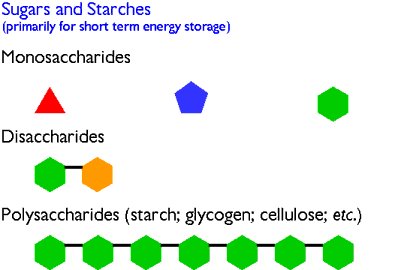 Sugars and Starches
(primarily for short term energy storage)
Monosaccharides
Disaccharides
Polysaccharides (starch; glycogen; cellulose; etc.)